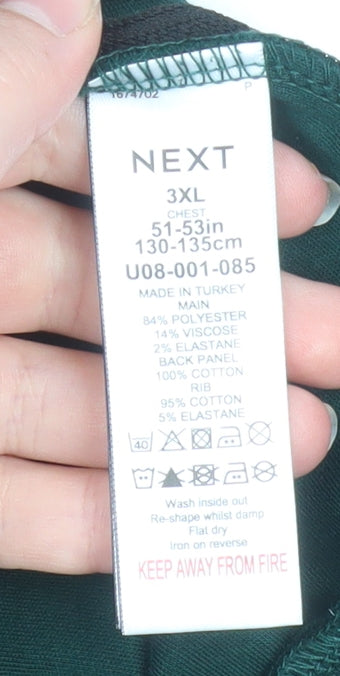 1674702 P
NEXT
3XL
CHEST
51-53in
130-135cm
U08-001-085
MADE IN TURKEY
MAIN
84% POLYESTER
14% VISCOSE
2% ELASTANE
BACK PANEL
100% COTTON
RIB
95% COTTON
5% ELASTANE
40
Wash inside out
Re-shape whilst damp
Flat dry
Iron on reverse
KEEP AWAY FROM FIRE